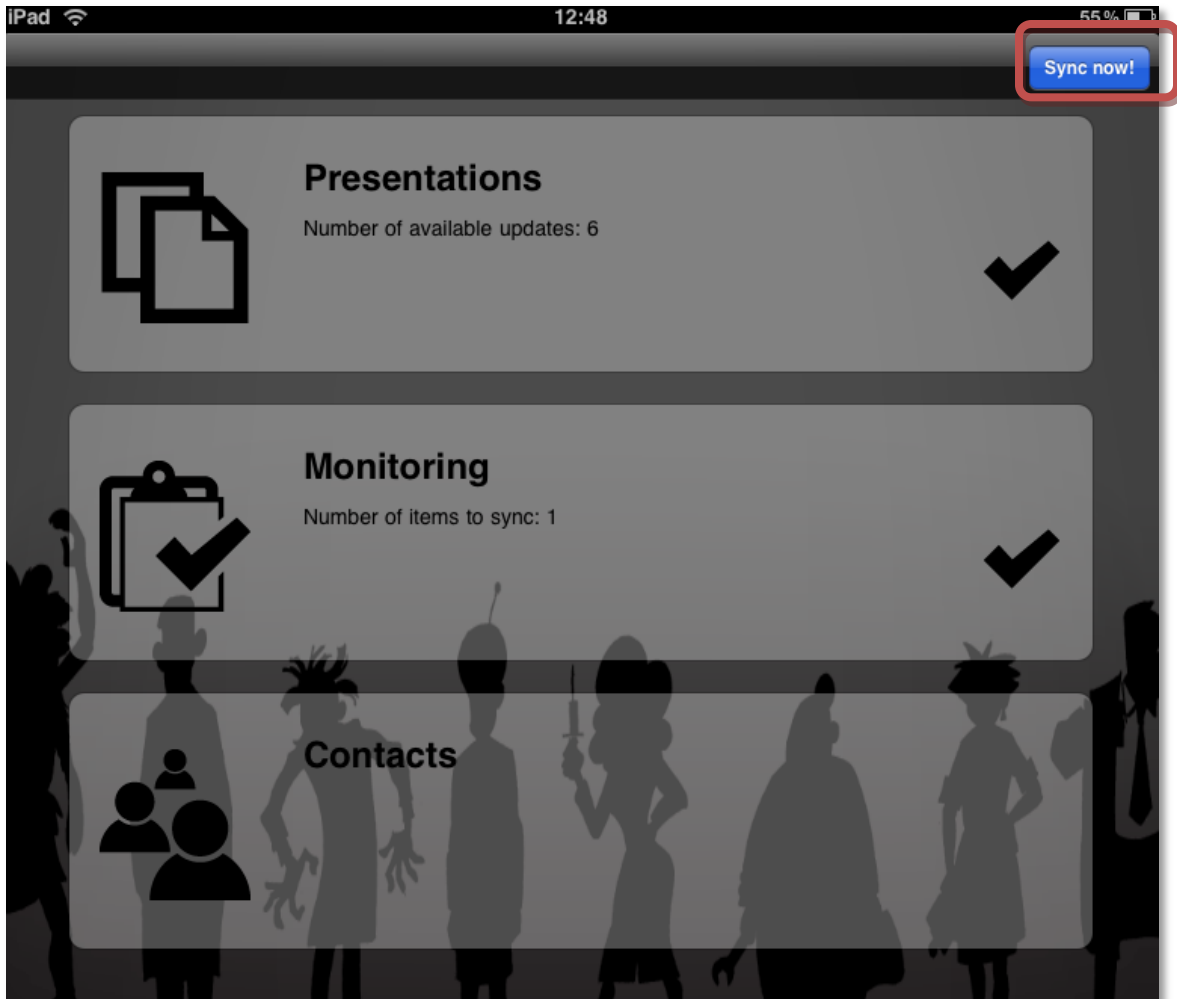 iPad 12:48 55%
Sync now!
Presentations
Number of available updates: 6
Monitoring
Number of items to sync: 1
Contacts